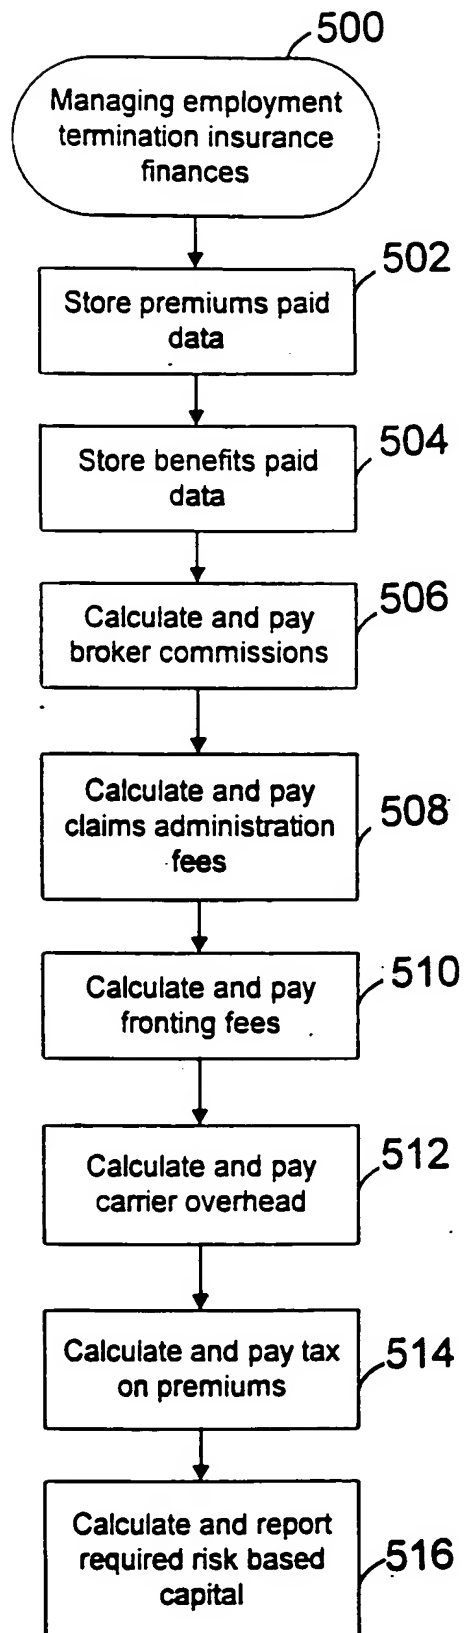 500
Managing employment
termination insurance
finances
502
Store premiums paid
data
504
Store benefits paid
data
506
Calculate and pay
broker commissions
508
Calculate and pay
claims administration
fees
510
Calculate and pay
fronting fees
512
Calculate and pay
carrier overhead
514
Calculate and pay tax
on premiums
516
Calculate and report
required risk based
capital